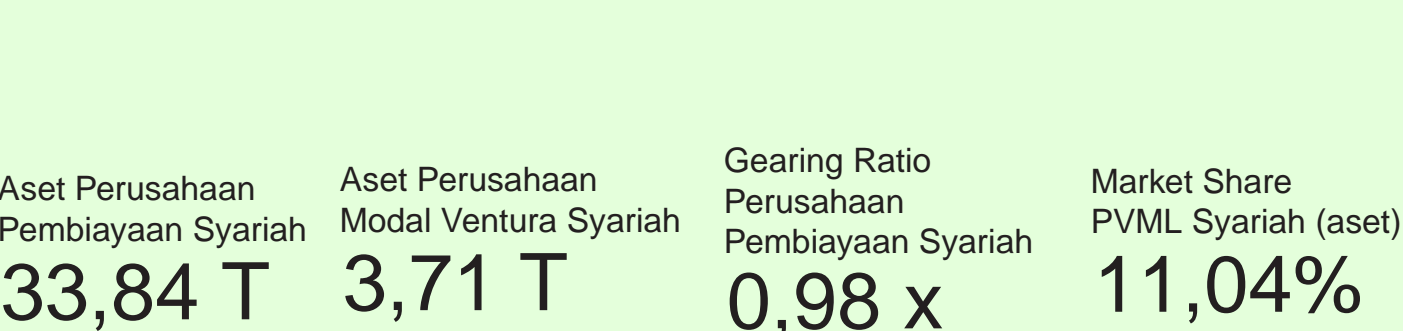 Aset Perusahaan
Pembiayaan Syariah
33,84 T
Aset Perusahaan
Modal Ventura Syariah
3,71 T
Gearing Ratio
Perusahaan
Pembiayaan Syariah
0,98 x
Market Share
PVML Syariah (aset)
11,04%